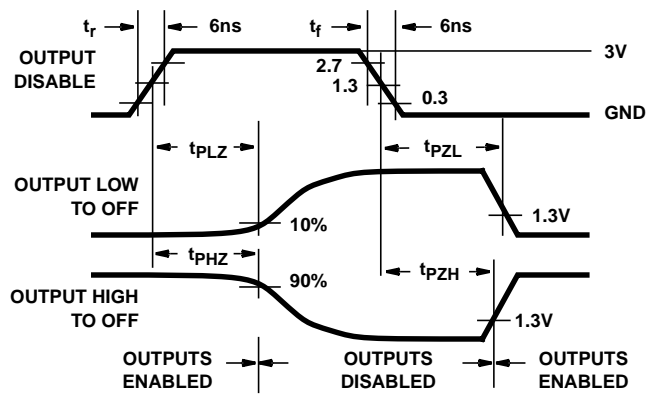 tr 6ns tf 6ns
OUTPUT
DISABLE
3V
2.7
1.3
0.3
GND
tPLZ tPZL
OUTPUT LOW
TO OFF
10%
1.3V
tPHZ
90%
tPZH
OUTPUT HIGH
TO OFF
1.3V
OUTPUTS
ENABLED
OUTPUTS
DISABLED
OUTPUTS
ENABLED